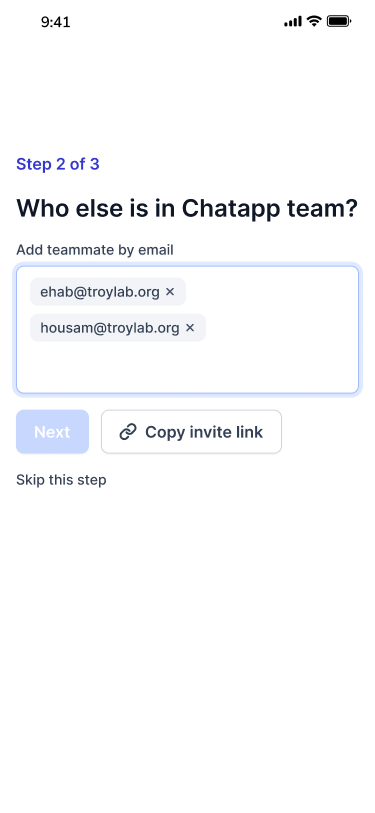 9:41
Step 2 of 3
Who else is in Chatapp team?
Add teammate by email
ehab@troylab.org ×
housam@troylab.org ×
Next
Copy invite link
Skip this step